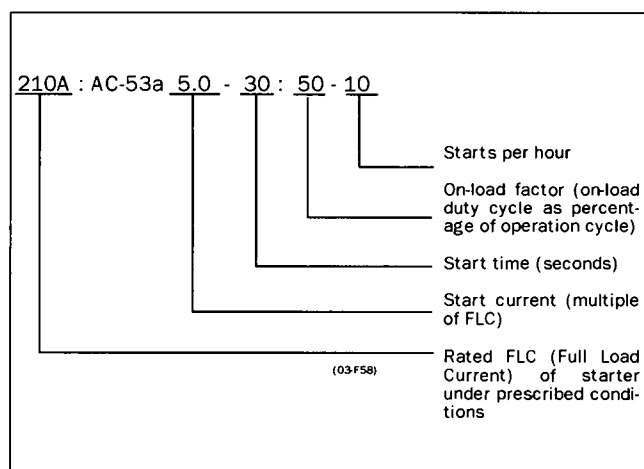 210A : AC-53a 5.0 - 30 : 50 - 10
Starts per hour
On-load factor (on-load
duty cycle as percent-
age of operation cycle)
Start time (seconds)
Start current (multiple
of FLC)
Rated FLC (Full Load
Current) of starter
under prescribed condi-
tions
(03-F58)